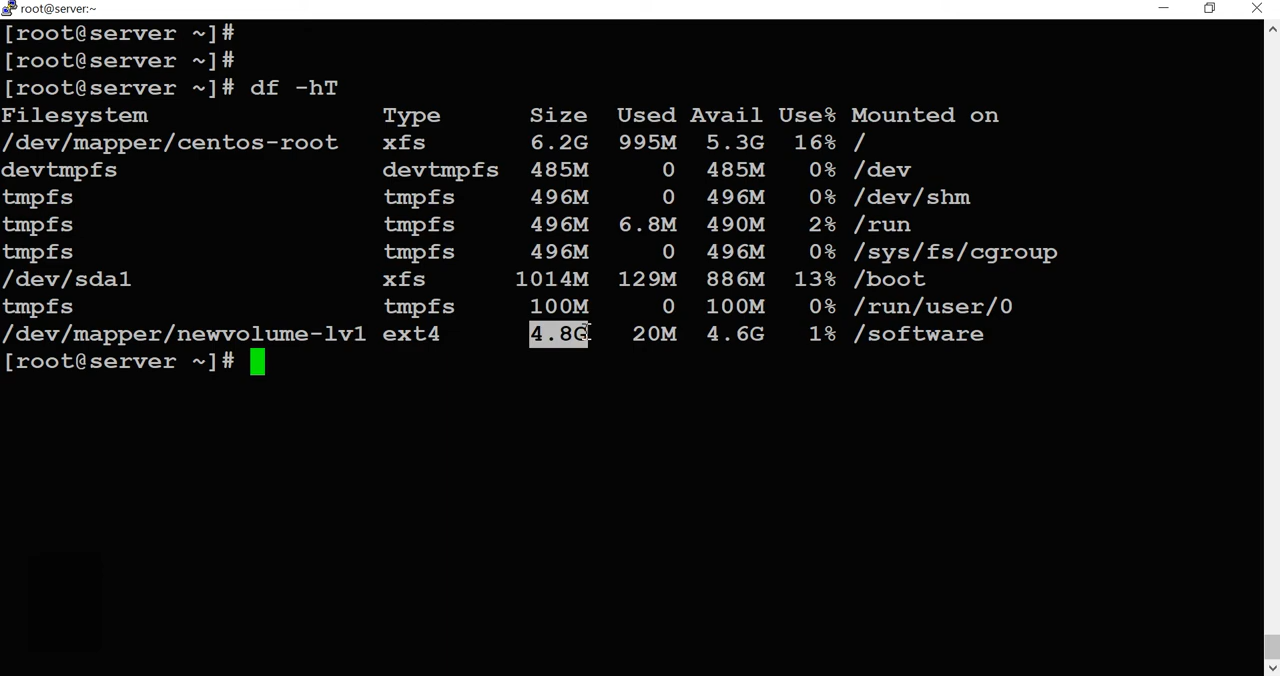 root@server:~
[root@server ~]#
[root@server ~]#
[root@server ~]# df -hT
Filesystem Type Size Used Avail Use% Mounted on
/dev/mapper/centos-root xfs 6.2G 995M 5.3G 16% /
devtmpfs devtmpfs 485M 0 485M 0% /dev
tmpfs tmpfs 496M 0 496M 0% /dev/shm
tmpfs tmpfs 496M 6.8M 490M 2% /run
tmpfs tmpfs 496M 0 496M 0% /sys/fs/cgroup
/dev/sda1 xfs 1014M 129M 886M 13% /boot
tmpfs tmpfs 100M 0 100M 0% /run/user/0
/dev/mapper/newvolume-lv1 ext4 4.8G 20M 4.6G 1% /software
[root@server ~]#